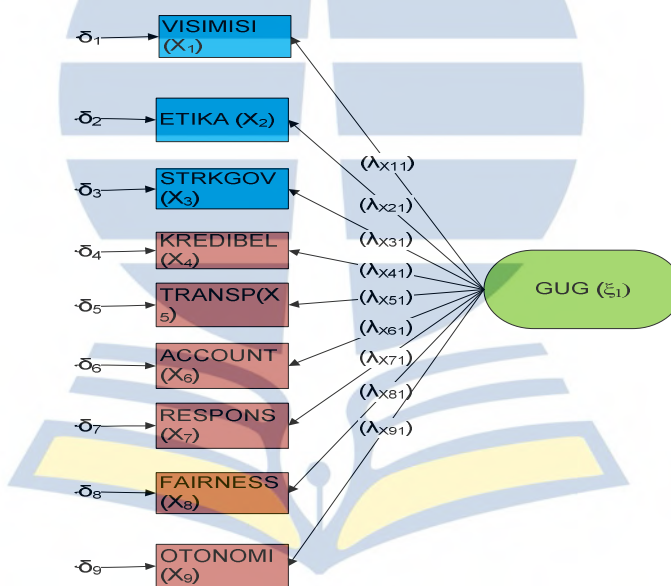 δ1
VISIMISI
(X1)
δ2
ETIKA (X2)
δ3
STRKGOV
(X3)
δ4
KREDIBEL
(X4)
δ5
TRANSP(X
5)
δ6
ACCOUNT
(X6)
δ7
RESPONS
(X7)
δ8
FAIRNESS
(X8)
δ9
OTONOMI
(X9)
(λX11)
(λX21)
(λX31)
(λX41)
(λX51)
(λX61)
(λX71)
(λX81)
(λX91)
GUG (ξ1)